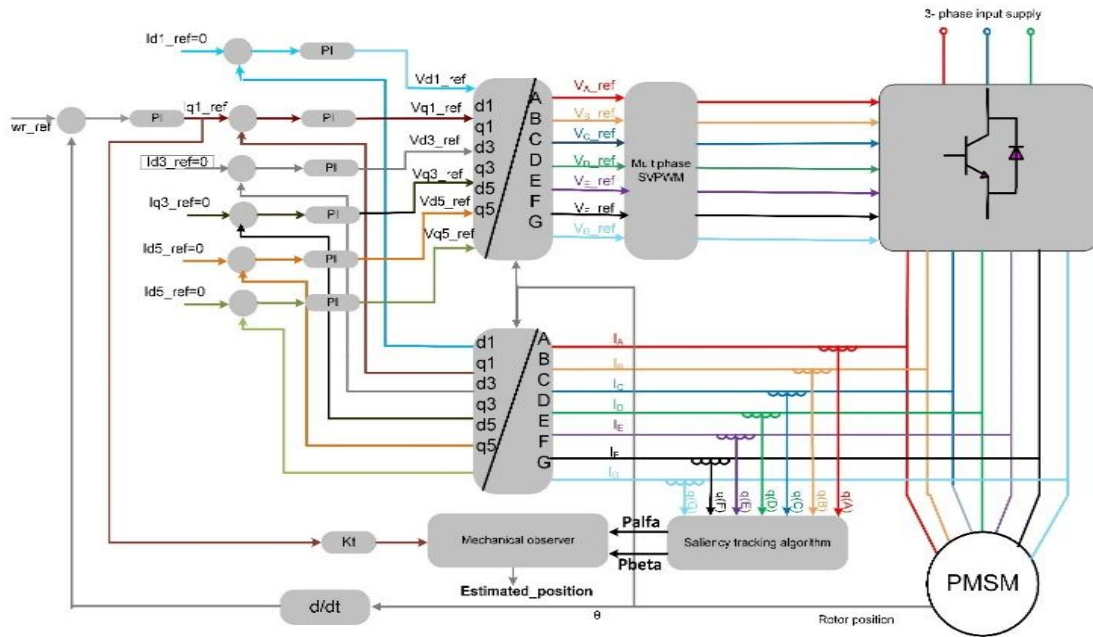 3- phase input supply
Id1_ref=0
PI
Vd1_ref
wr_ref
PI
Iq1_ref
PI
Vq1_ref
Id3_ref=0
PI
Vd3_ref
Iq3_ref=0
PI
Vq3_ref
Id5_ref=0
PI
Vd5_ref
Id5_ref=0
PI
Vq5_ref
d1
q1
d3
q3
d5
q5
A
B
C
D
E
F
G
VA_ref
VB_ref
VC_ref
VD_ref
VE_ref
VF_ref
VG_ref
Multiphase
SVPWM
d1
q1
d3
q3
d5
q5
A
B
C
D
E
F
G
IA
IB
IC
ID
IE
IF
IG
q(G)
q(F)
q(E)
q(D)
q(C)
q(B)
q(A)
Kt
Mechanical observer
Palfa
Pbeta
Saliency tracking algorithm
Estimated_position
d/dt
θ
Rotor position
PMSM